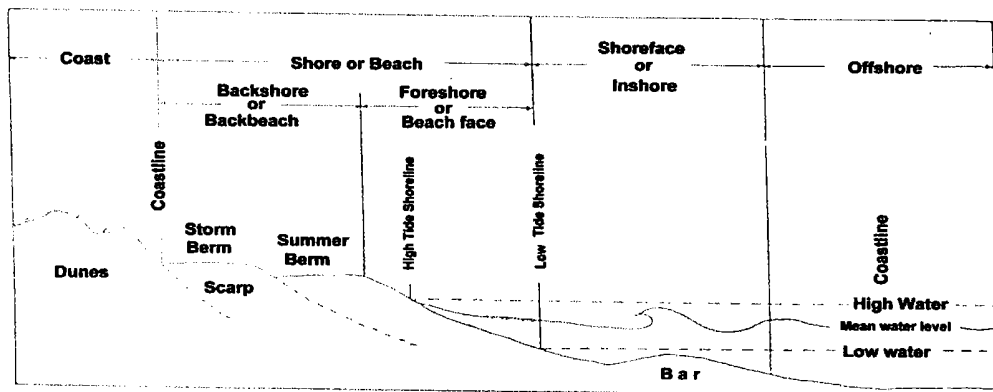 Coast
Shore or Beach
Shoreface
or
Inshore
Offshore
Backshore
or
Backbeach
Foreshore
or
Beach face
Coastline
High Tide Shoreline
Low Tide Shoreline
Coastline
Storm
Berm
Summer
Berm
Dunes
Scarp
High Water
Mean water level
Low water
Bar